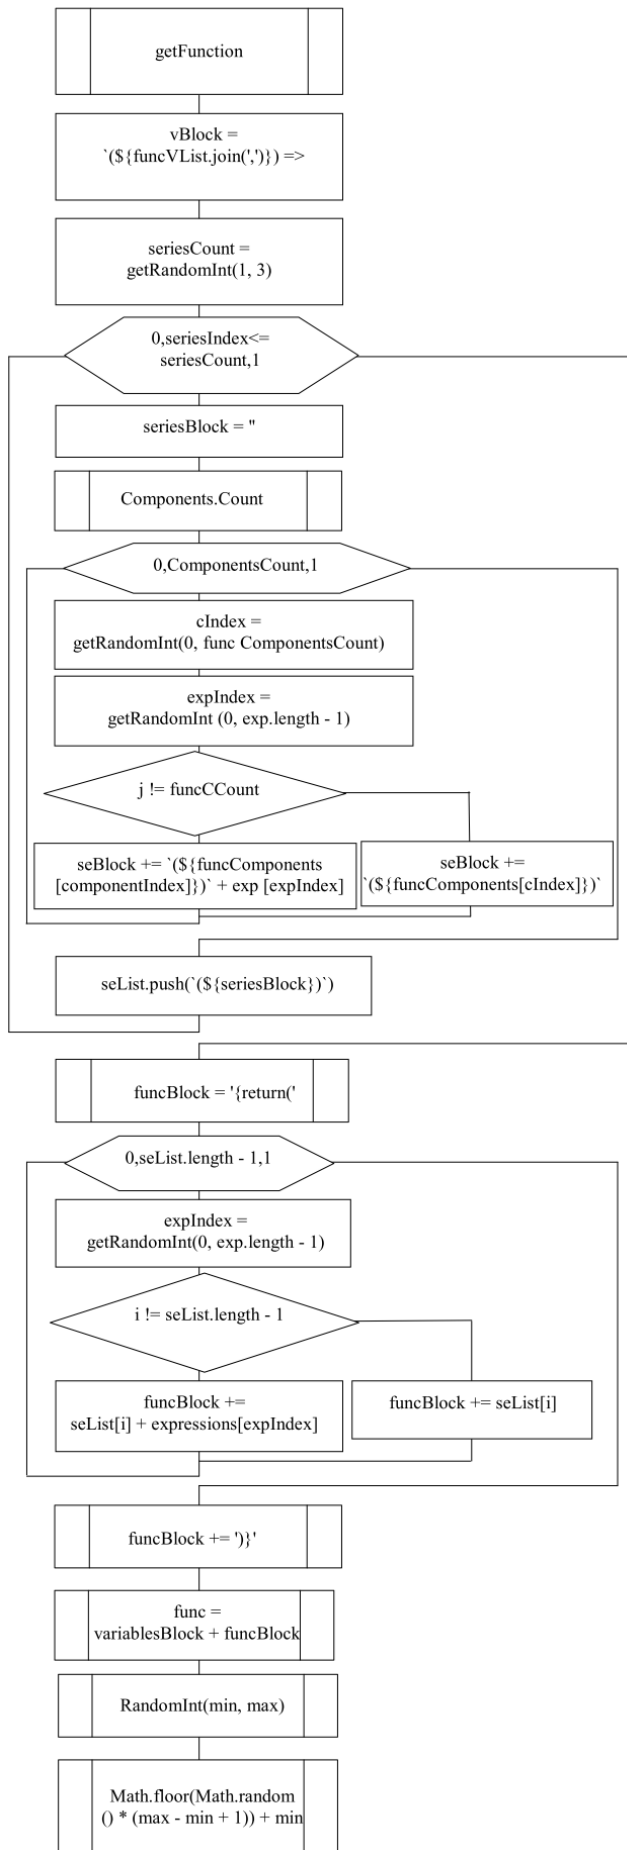 getFunction
vBlock =
`(${funcVList.join(',')}) =>
seriesCount =
getRandomInt(1, 3)
0,seriesIndex<=
seriesCount,1
seriesBlock = ''
Components.Count
0,ComponentsCount,1
cIndex =
getRandomInt(0, func ComponentsCount)
expIndex =
getRandomInt (0, exp.length - 1)
j != funcCCount
seBlock += `(${funcComponents
[componentIndex]})` + exp [expIndex]
seBlock +=
`(${funcComponents[cIndex]})`
seList.push(`(${seriesBlock})`)
funcBlock = '{return('
0,seList.length - 1,1
expIndex =
getRandomInt(0, exp.length - 1)
i != seList.length - 1
funcBlock +=
seList[i] + expressions[expIndex]
funcBlock += seList[i]
funcBlock += ')}'
func =
variablesBlock + funcBlock
RandomInt(min, max)
Math.floor(Math.random
() * (max - min + 1)) + min